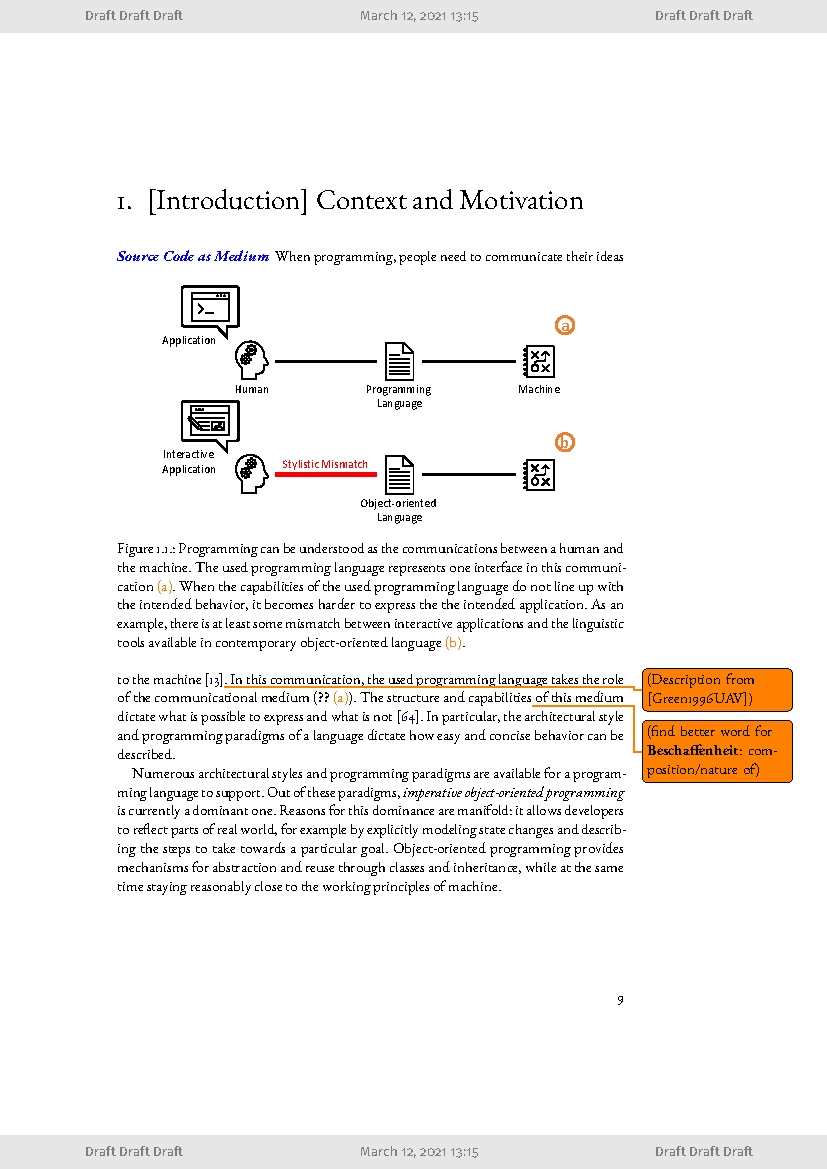 Draft Draft Draft March 12, 2021 13:15 Draft Draft Draft
1. [Introduction] Context and Motivation
Source Code as Medium When programming, people need to communicate their ideas
a
Application
Human
Programming
Language
Machine
b
Interactive
Application
Stylistic Mismatch
Object-oriented
Language
Figure 1.1.: Programming can be understood as the communications between a human and
the machine. The used programming language represents one interface in this communi-
cation (a). When the capabilities of the used programming language do not line up with
the intended behavior, it becomes harder to express the the intended application. As an
example, there is at least some mismatch between interactive applications and the linguistic
tools available in contemporary object-oriented language (b).
to the machine [13]. In this communication, the used programming language takes the role
of the communicational medium (?? (a)). The structure and capabilities of this medium
dictate what is possible to express and what is not [64]. In particular, the architectural style
and programming paradigms of a language dictate how easy and concise behavior can be
described.
(Description from
[Green1996UAV])
(find better word for
Beschaffenheit: com-
position/nature of)
Numerous architectural styles and programming paradigms are available for a program-
ming language to support. Out of these paradigms, imperative object-oriented programming
is currently a dominant one. Reasons for this dominance are manifold: it allows developers
to reflect parts of real world, for example by explicitly modeling state changes and describ-
ing the steps to take towards a particular goal. Object-oriented programming provides
mechanisms for abstraction and reuse through classes and inheritance, while at the same
time staying reasonably close to the working principles of machine.
9
Draft Draft Draft March 12, 2021 13:15 Draft Draft Draft